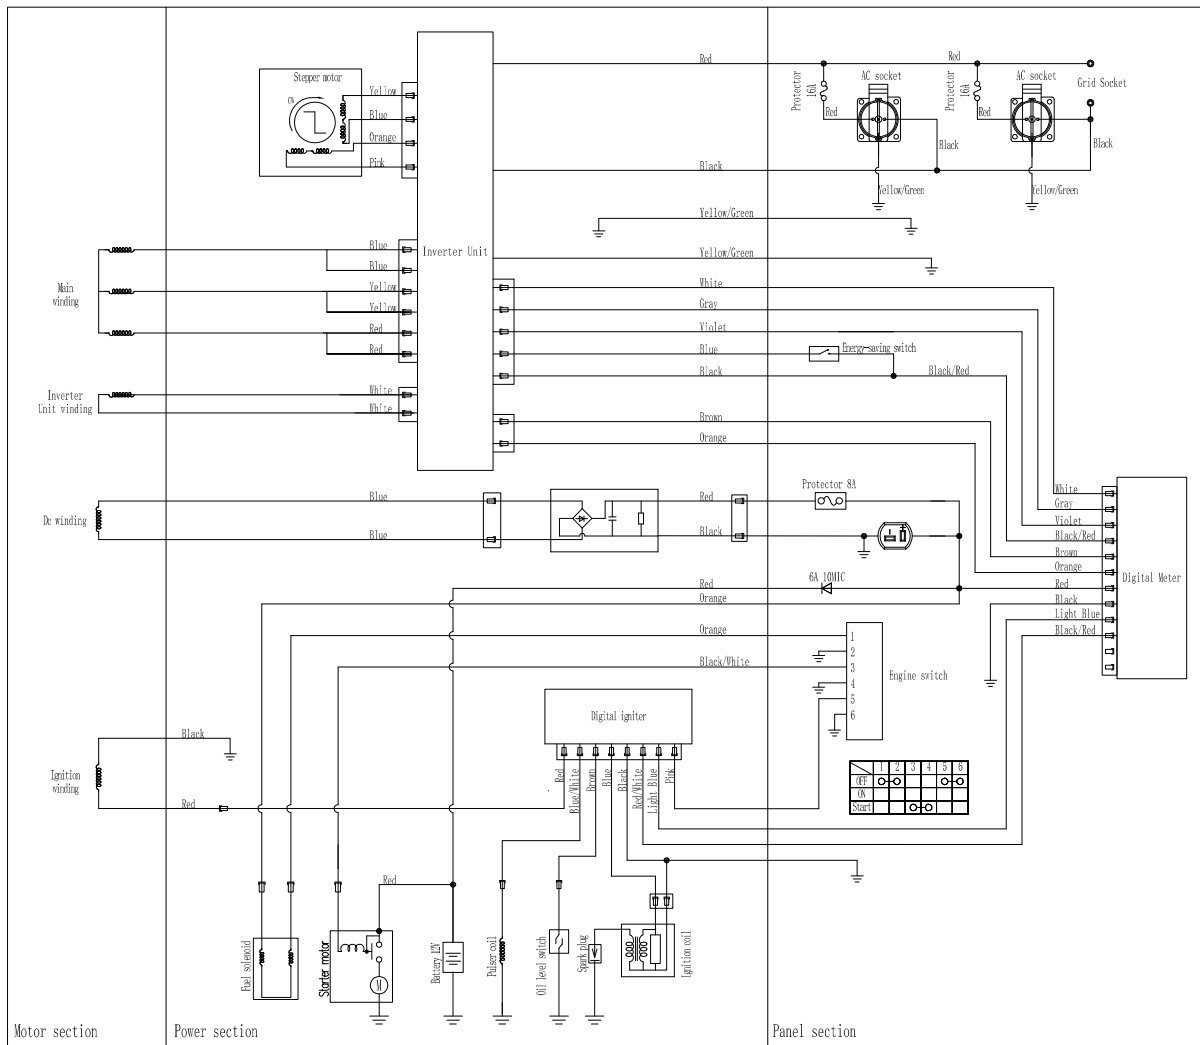 Stepper motor
CW
Yellow
Blue
Orange
Pink
Inverter Unit
Red
Red
Protector
16A
AC socket
Red
Protector
16A
AC socket
Red
Grid Socket
Black
Black
Black
Yellow/Green
Yellow/Green
Yellow/Green
Yellow/Green
Main
winding
Blue
Blue
Yellow
Yellow
Red
Red
Inverter
Unit winding
White
White
White
Gray
Violet
Blue
Energy-saving switch
Black
Black/Red
Brown
Orange
Dc winding
Blue
Blue
Red
Black
Protector 8A
Red
6A 10MIC
Orange
Orange
Black/White
White
Gray
Violet
Black/Red
Brown
Orange
Red
Black
Light Blue
Black/Red
Digital Meter
1
2
3
4
5
6
Engine switch
Digital igniter
Red
Blue/White
Brown
Blue
Black
Red/White
Light Blue
Pink
1 2 3 4 5 6
OFF
ON
Start
Ignition
winding
Black
Red
Red
Fuel solenoid
Starter motor
M
Battery 12V
Pulser coil
Oil level switch
Spark plug
Ignition coil
Motor section
Power section
Panel section